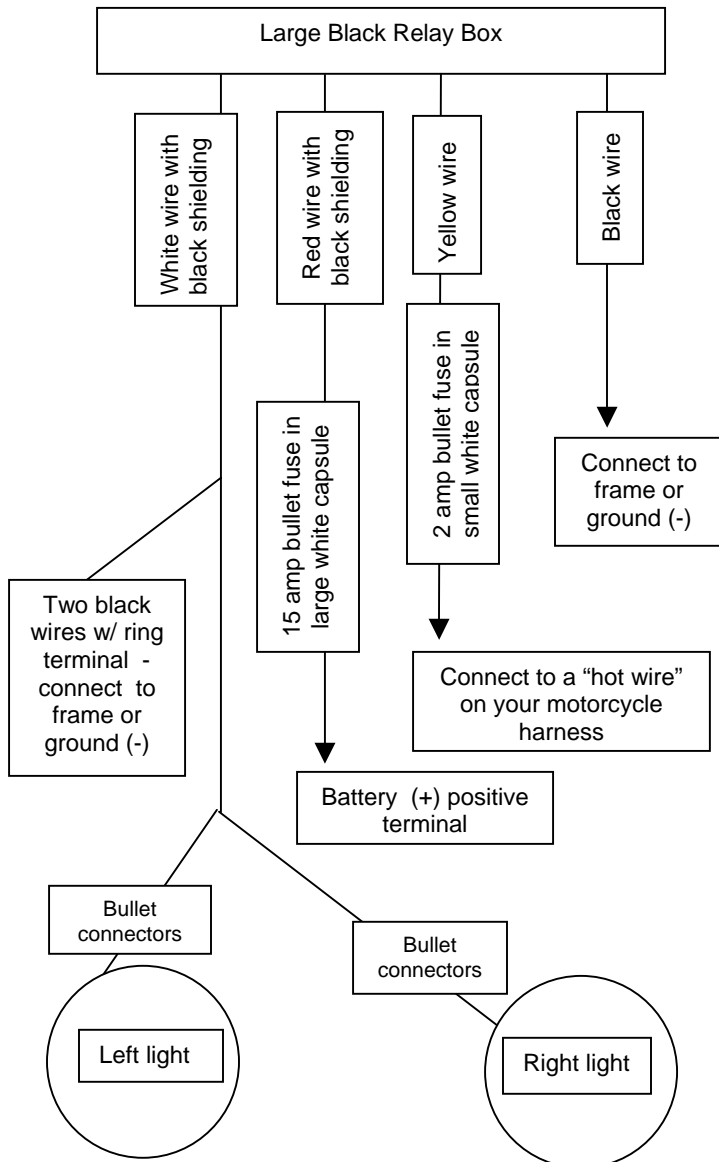 Large Black Relay Box
White wire with
black shielding
Red wire with
black shielding
Yellow wire
Black wire
15 amp bullet fuse in
large white capsule
2 amp bullet fuse in
small white capsule
Connect to
frame or
ground (-)
Two black
wires w/ ring
terminal -
connect to
frame or
ground (-)
Connect to a “hot wire”
on your motorcycle
harness
Battery (+) positive
terminal
Bullet
connectors
Bullet
connectors
Left light
Right light